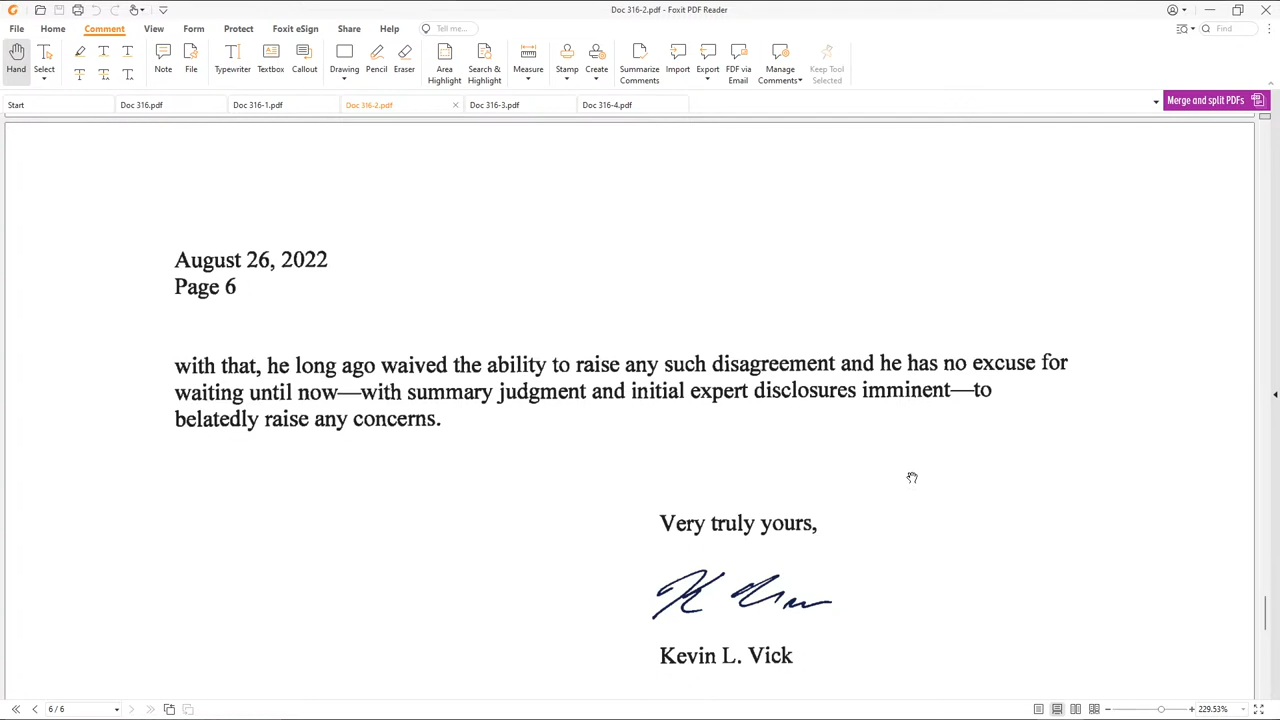 Doc 316-2.pdf - Foxit PDF Reader
File Home Comment View Form Protect Foxit eSign Share Help Tell me... Find
Hand Select Note File Typewriter Textbox Callout Drawing Pencil Eraser Area Highlight Search & Highlight Measure Stamp Create Summarize Comments Import Export FDF via Email Manage Comments Keep Tool Selected
Start Doc 316.pdf Doc 316-1.pdf Doc 316-2.pdf Doc 316-3.pdf Doc 316-4.pdf Merge and split PDFs
August 26, 2022
Page 6
with that, he long ago waived the ability to raise any such disagreement and he has no excuse for
waiting until now—with summary judgment and initial expert disclosures imminent—to
belatedly raise any concerns.
Very truly yours,
Kevin L. Vick
6 / 6 229.53%